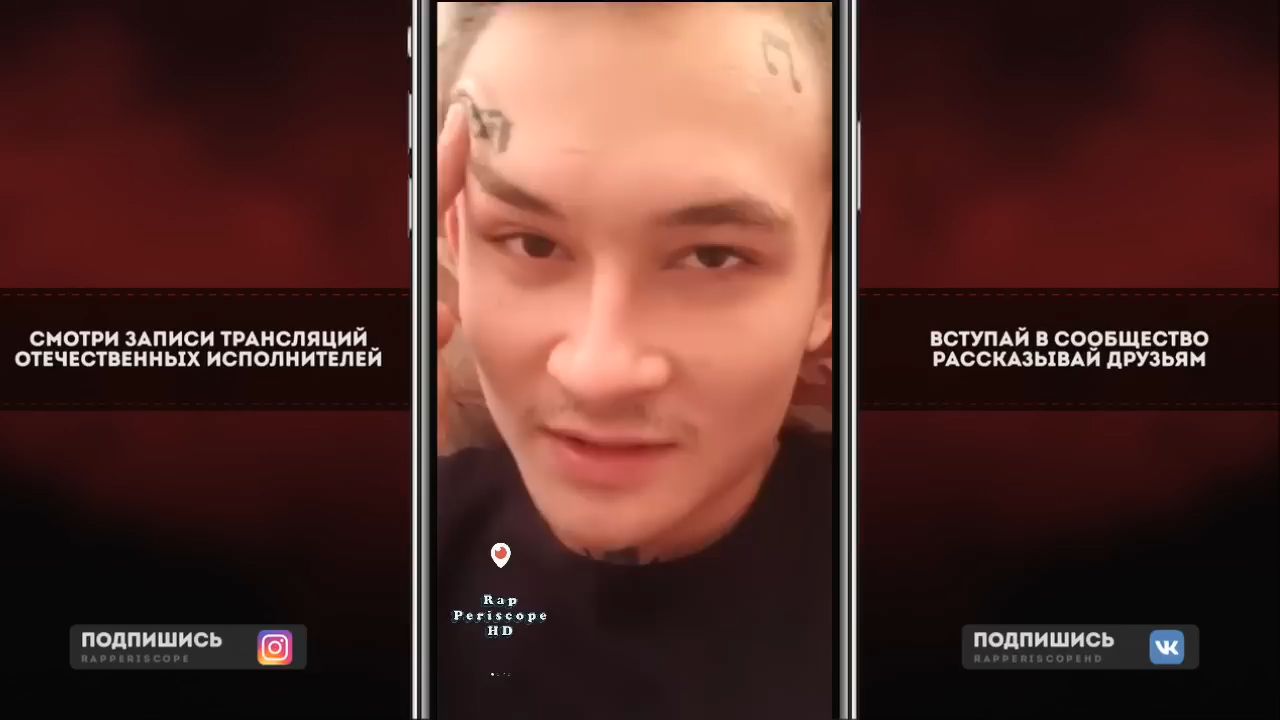 СМОТРИ ЗАПИСИ ТРАНСЛЯЦИЙ
ОТЕЧЕСТВЕННЫХ ИСПОЛНИТЕЛЕЙ
ВСТУПАЙ В СООБЩЕСТВО
РАССКАЗЫВАЙ ДРУЗЬЯМ
Rap
Periscope
HD
ПОДПИШИСЬ
RAPPERISCOPE
ПОДПИШИСЬ
RAPPERISCOPEHD